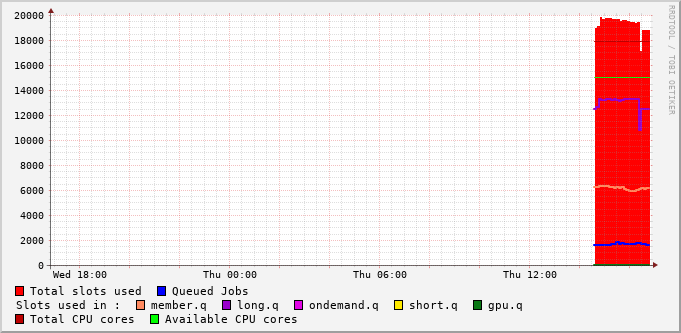 20000
18000
16000
14000
12000
10000
8000
6000
4000
2000
0
Wed 18:00 Thu 00:00 Thu 06:00 Thu 12:00
RRDTOOL / TOBI OETIKER
Total slots used Queued Jobs
Slots used in : member.q long.q ondemand.q short.q gpu.q
Total CPU cores Available CPU cores